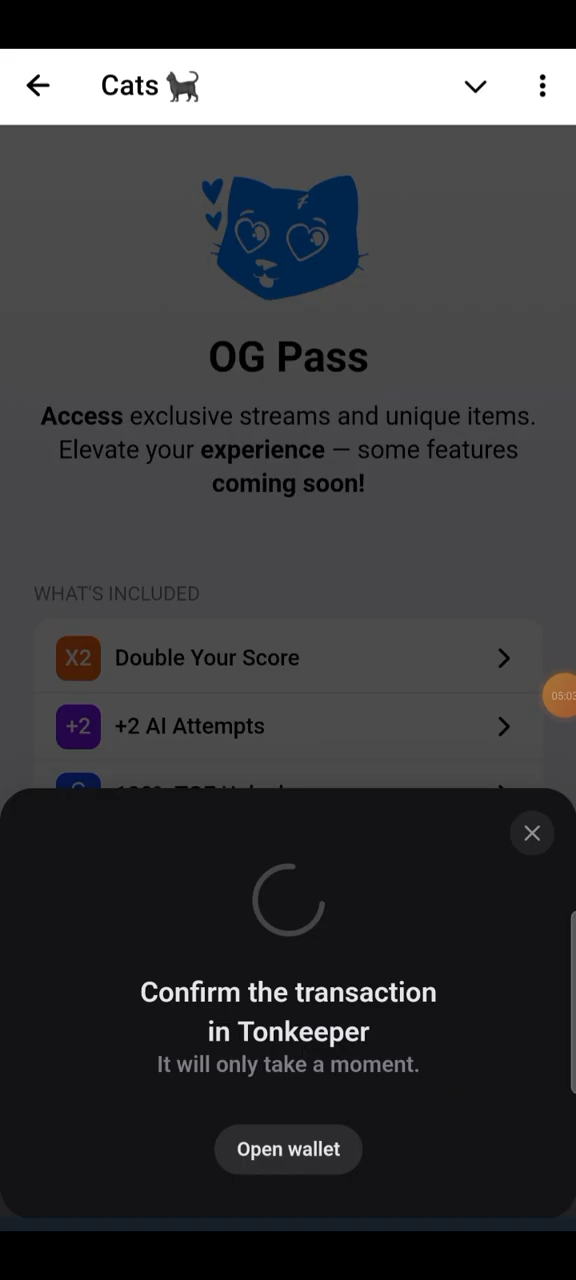 Cats 🐈‍⬛
OG Pass
Access exclusive streams and unique items.
Elevate your experience — some features
coming soon!
WHAT'S INCLUDED
X2 Double Your Score
+2 +2 AI Attempts
05:03
Confirm the transaction
in Tonkeeper
It will only take a moment.
Open wallet